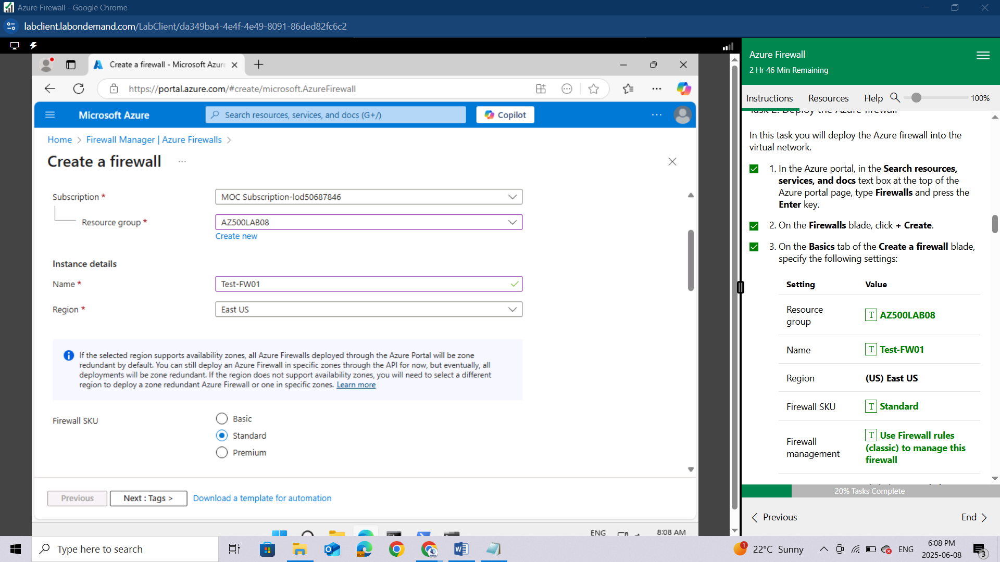 Azure Firewall - Google Chrome
labclient.labondemand.com/LabClient/da349ba4-4e4f-4e49-8091-86ded82fc6c2
Create a firewall - Microsoft Azure
https://portal.azure.com/#create/microsoft.AzureFirewall
Microsoft Azure
Search resources, services, and docs (G+/)
Copilot
Home > Firewall Manager | Azure Firewalls >
Create a firewall
Subscription *
MOC Subscription-lod50687846
Resource group *
AZ500LAB08
Create new
Instance details
Name *
Test-FW01
Region *
East US
If the selected region supports availability zones, all Azure Firewalls deployed through the Azure Portal will be zone
redundant by default. You can still deploy an Azure Firewall in specific zones through the API for now, but eventually, all
deployments will be zone redundant. If the region does not support availability zones, you will need to select a different
region to deploy a zone redundant Azure Firewall or one in specific zones. Learn more
Firewall SKU
Basic
Standard
Premium
Previous
Next : Tags >
Download a template for automation
ENG
8:08 AM
Azure Firewall
2 Hr 46 Min Remaining
Instructions
Resources
Help
100%
Task 2: Deploy the Azure firewall
In this task you will deploy the Azure firewall into the
virtual network.
1. In the Azure portal, in the Search resources,
services, and docs text box at the top of the
Azure portal page, type Firewalls and press the
Enter key.
2. On the Firewalls blade, click + Create.
3. On the Basics tab of the Create a firewall blade,
specify the following settings:
Setting Value
Resource
group
T AZ500LAB08
Name
T Test-FW01
Region
(US) East US
Firewall SKU
T Standard
Firewall
management
T Use Firewall rules
(classic) to manage this
firewall
20% Tasks Complete
Previous
End
Type here to search
1
22°C Sunny
ENG
6:08 PM
2025-06-08
3